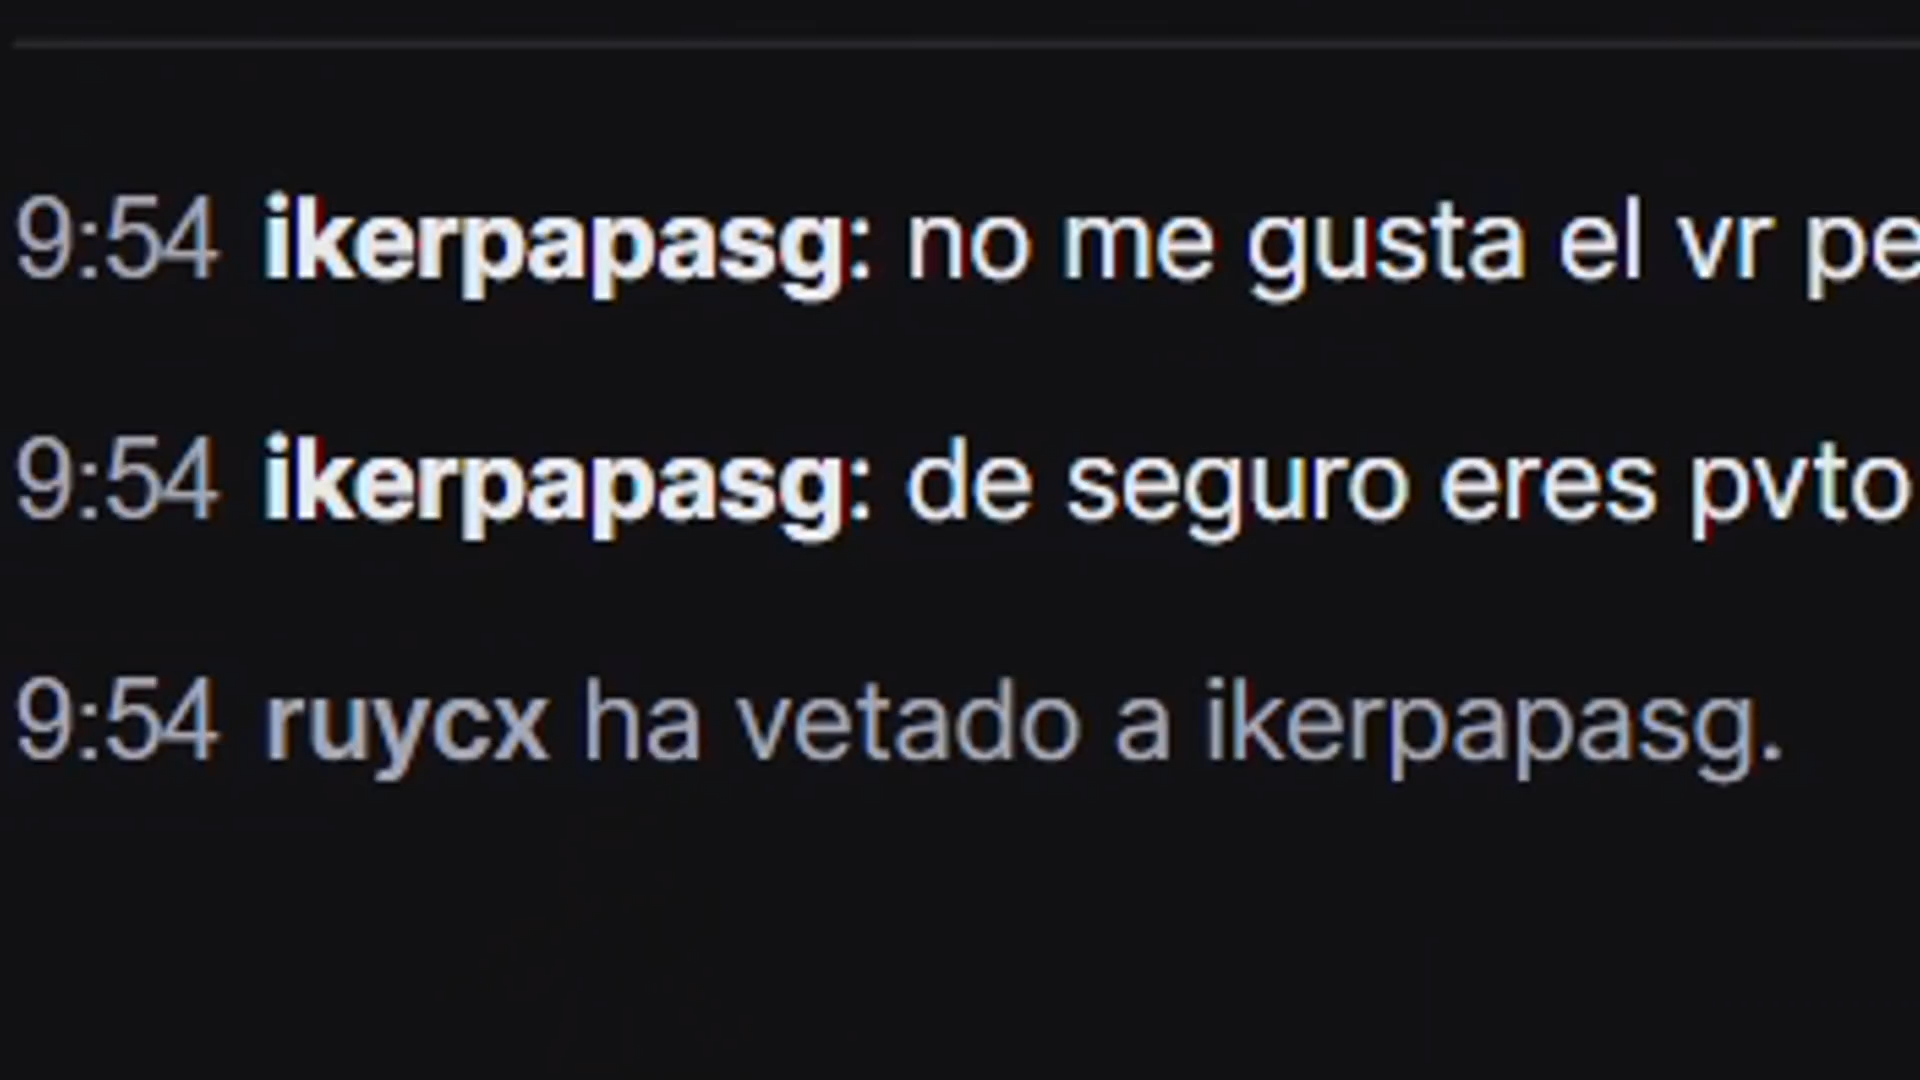 9:54 ikerpapasg: no me gusta el vr pe
9:54 ikerpapasg: de seguro eres pvto
9:54 ruycx ha vetado a ikerpapasg.